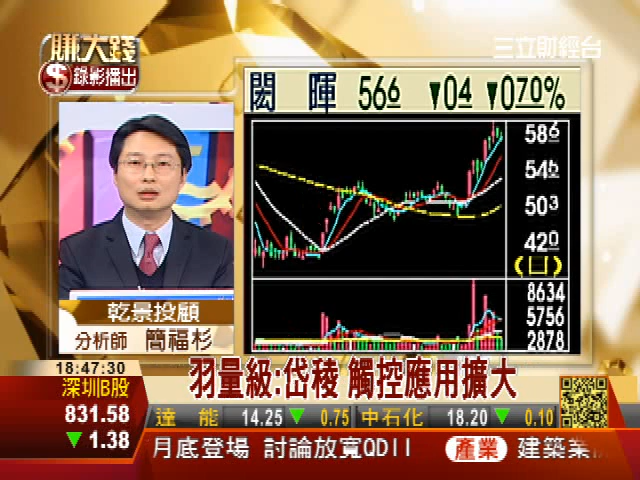 賺大錢
錄影播出
三立財經台
閎暉 566 ▼04 ▼070%
586
545
503
420
(日)
8634
5756
2878
乾景投顧
分析師 簡福杉
18:47:30
羽量級:岱稜 觸控應用擴大
深圳B股
831.58
▼1.38
達能 14.25▼ 0.75 中石化 18.20▼ 0.10
月底登場 討論放寬QDII 產業 建築業